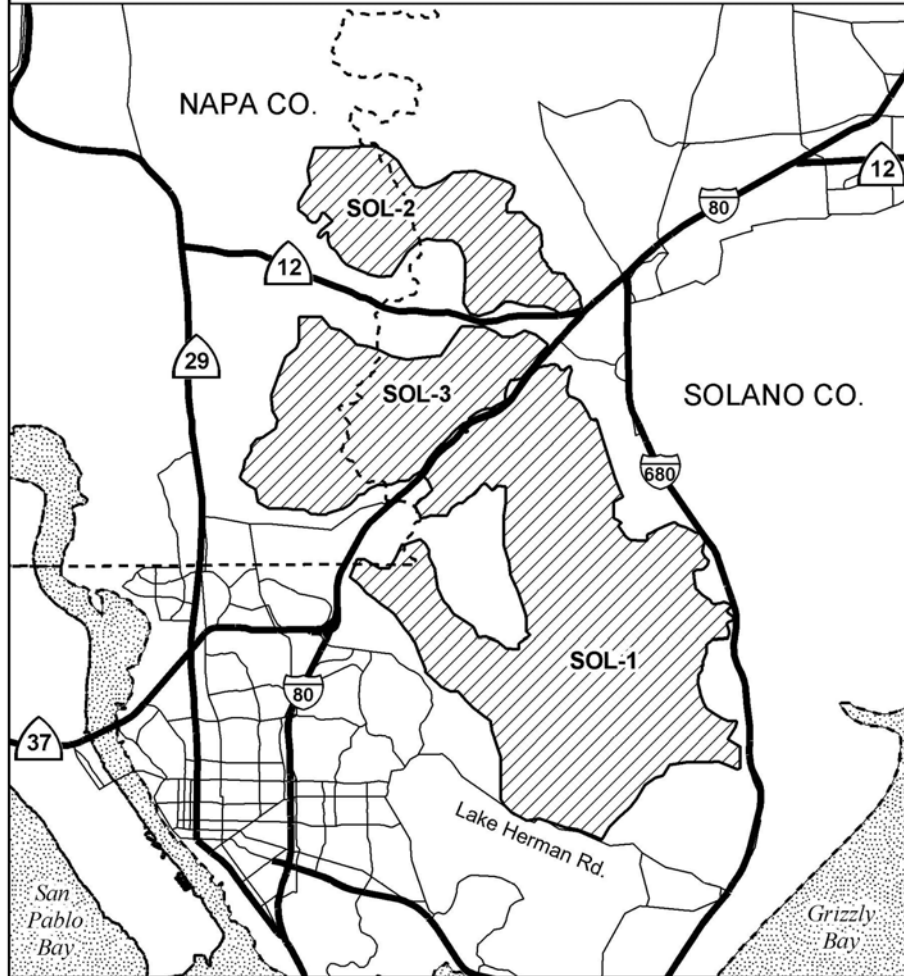 NAPA CO.
12
80
SOL-2
12
29
SOL-3
SOLANO CO.
680
SOL-1
80
37
Lake Herman Rd.
San
Pablo
Bay
Grizzly
Bay